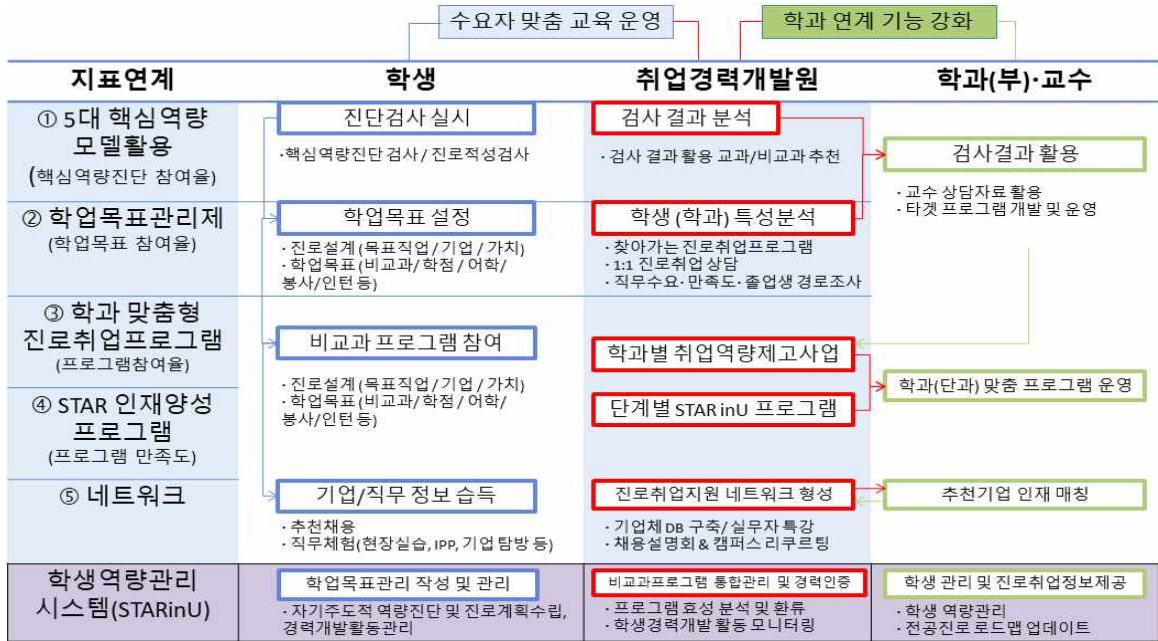 수요자 맞춤 교육 운영
학과 연계 기능 강화
지표연계
학생
취업경력개발원
학과(부)·교수
① 5대 핵심역량
모델활용
(핵심역량진단 참여율)
진단검사 실시
·핵심역량진단 검사 / 진로적성검사
검사 결과 분석
· 검사 결과 활용 교과/비교과 추천
검사결과 활용
· 교수 상담자료 활용
· 타겟 프로그램 개발 및 운영
② 학업목표관리제
(학업목표 참여율)
학업목표 설정
· 진로설계 (목표직업 / 기업 / 가치)
· 학업목표 (비교과/ 학점 / 어학/
봉사/인턴 등)
학생 (학과) 특성분석
· 찾아가는 진로취업프로그램
· 1:1 진로취업 상담
· 직무수요·만족도·졸업생 경로조사
③ 학과 맞춤형
진로취업프로그램
(프로그램참여율)
비교과 프로그램 참여
· 진로설계 (목표직업 / 기업 / 가치)
· 학업목표 (비교과/ 학점 / 어학/
봉사/인턴 등)
학과별 취업역량제고사업
학과(단과) 맞춤 프로그램 운영
④ STAR 인재양성
프로그램
(프로그램 만족도)
단계별 STAR inU 프로그램
⑤ 네트워크
기업/직무 정보 습득
· 추천채용
· 직무체험(현장실습, IPP, 기업 탐방 등)
진로취업지원 네트워크 형성
· 기업체 DB 구축/ 실무자 특강
· 채용설명회 & 캠퍼스 리쿠르팅
추천기업 인재 매칭
학생역량관리
시스템(STARinU)
학업목표관리 작성 및 관리
· 자기주도적 역량진단 및 진로계획수립,
경력개발활동관리
비교과프로그램 통합관리 및 경력인증
· 프로그램 효성 분석 및 환류
· 학생경력개발 활동 모니터링
학생 관리 및 진로취업정보제공
· 학생 역량관리
· 전공진로 로드맵 업데이트